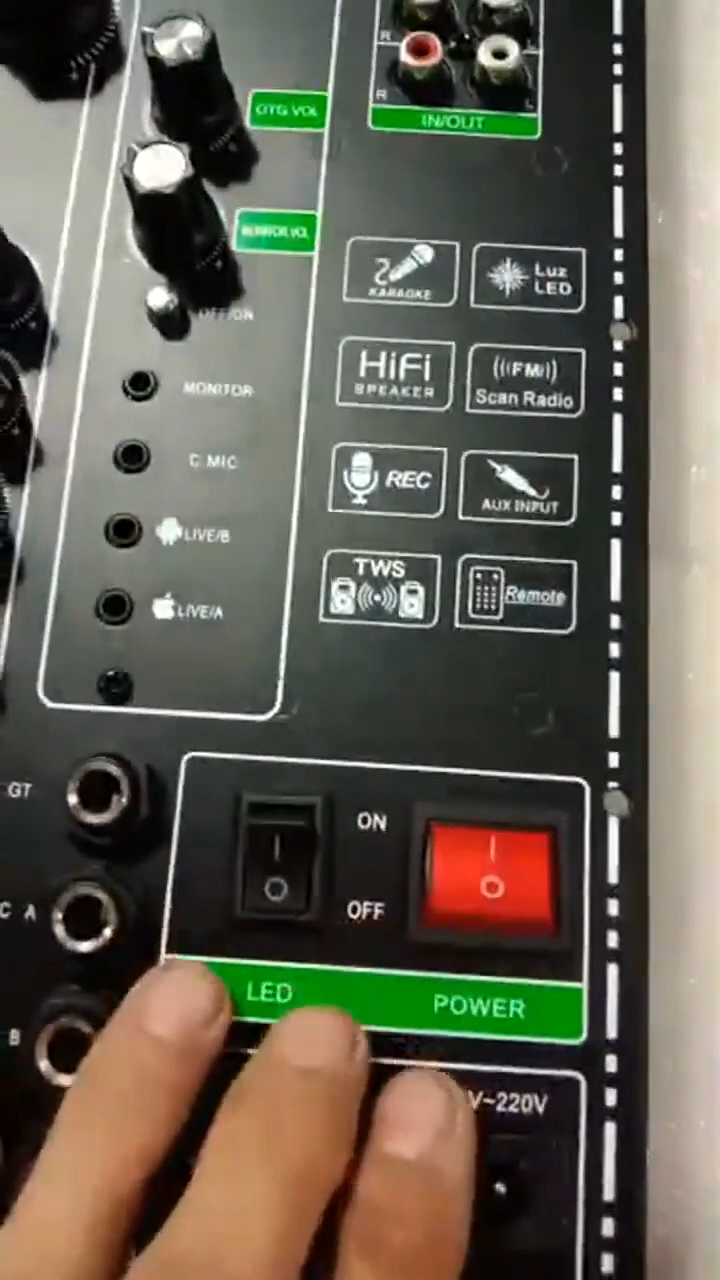 R
L
R
L
IN/OUT
OTG VOL
KARAOKE
Luz
LED
OFF/ON
HiFi
SPEAKER
((FM))
Scan Radio
MONITOR
C.MIC
REC
AUX INPUT
LIVE/B
TWS
Remote
LIVE/A
GT
ON
C A
OFF
B
LED
POWER
V~220V